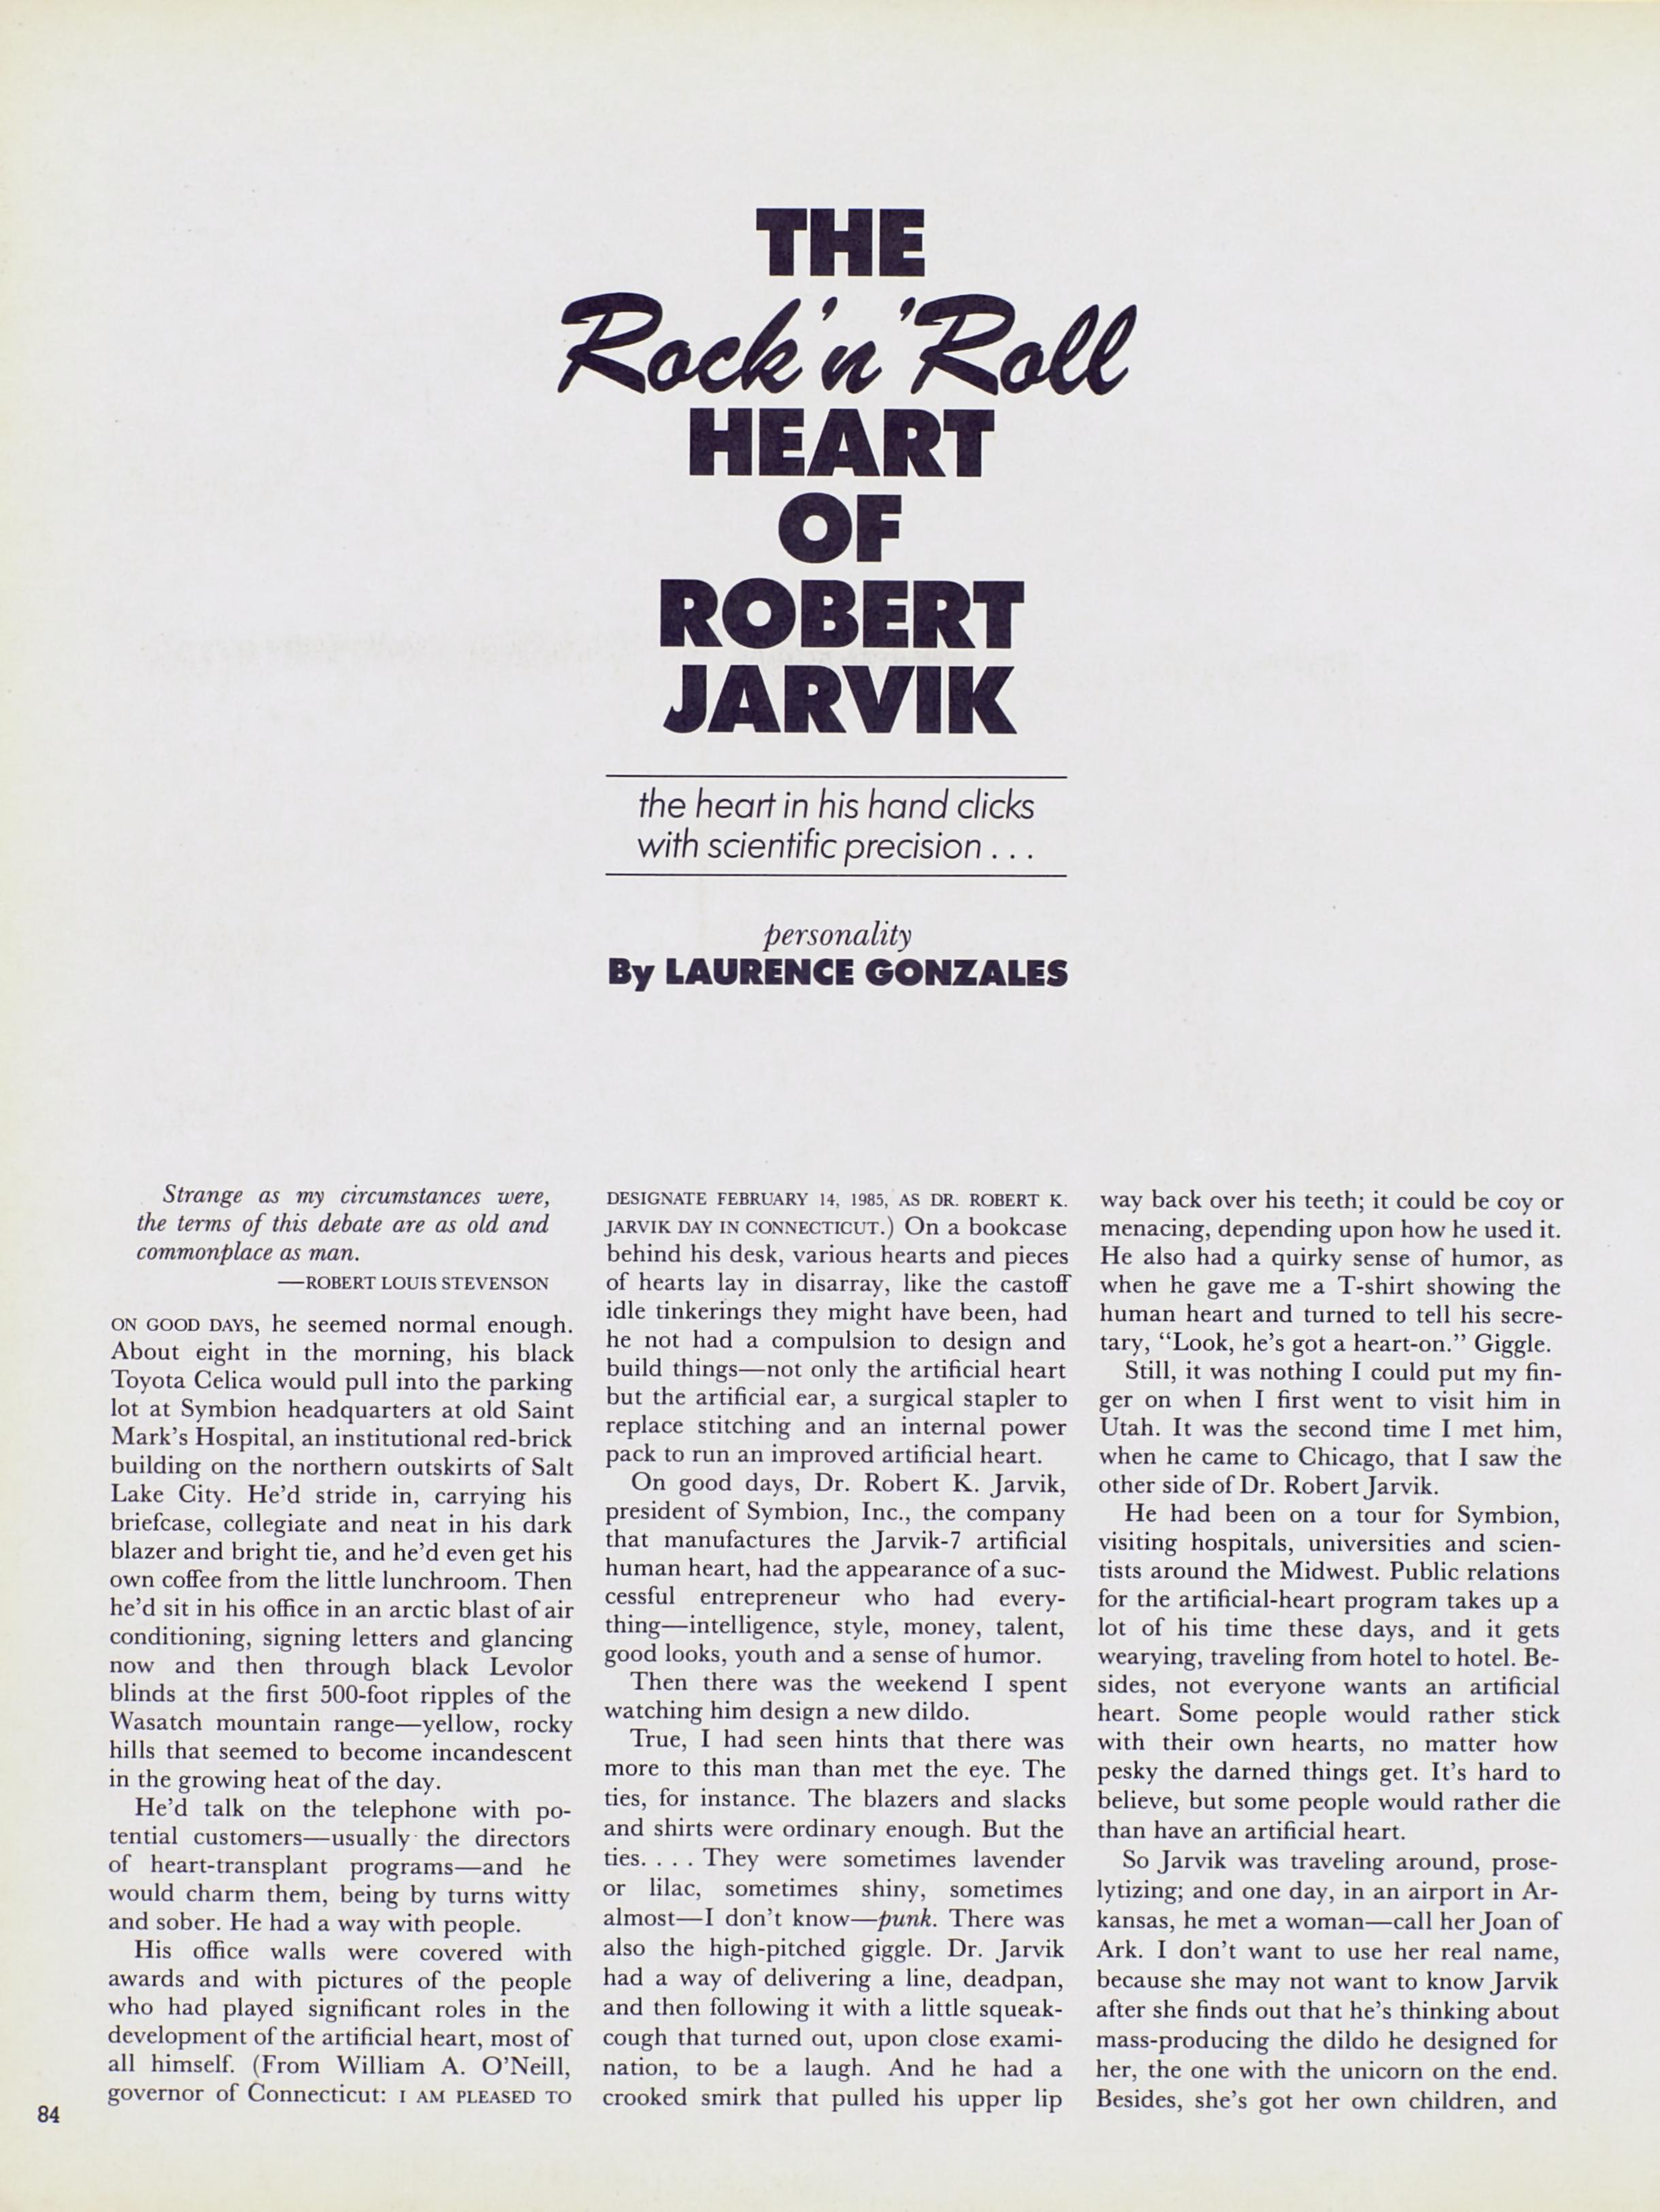 THE
Rock 'n' Roll
HEART
OF
ROBERT
JARVIK
the heart in his hand clicks
with scientific precision . . .
personality
By LAURENCE GONZALES
Strange as my circumstances were,
the terms of this debate are as old and
commonplace as man.
—ROBERT LOUIS STEVENSON
ON GOOD DAYS, he seemed normal enough.
About eight in the morning, his black
Toyota Celica would pull into the parking
lot at Symbion headquarters at old Saint
Mark's Hospital, an institutional red-brick
building on the northern outskirts of Salt
Lake City. He'd stride in, carrying his
briefcase, collegiate and neat in his dark
blazer and bright tie, and he'd even get his
own coffee from the little lunchroom. Then
he'd sit in his office in an arctic blast of air
conditioning, signing letters and glancing
now and then through black Levolor
blinds at the first 500-foot ripples of the
Wasatch mountain range—yellow, rocky
hills that seemed to become incandescent
in the growing heat of the day.
He'd talk on the telephone with po-
tential customers—usually the directors
of heart-transplant programs—and he
would charm them, being by turns witty
and sober. He had a way with people.
His office walls were covered with
awards and with pictures of the people
who had played significant roles in the
development of the artificial heart, most of
all himself. (From William A. O'Neill,
governor of Connecticut: I AM PLEASED TO
DESIGNATE FEBRUARY 14, 1985, AS DR. ROBERT K.
JARVIK DAY IN CONNECTICUT.) On a bookcase
behind his desk, various hearts and pieces
of hearts lay in disarray, like the castoff
idle tinkerings they might have been, had
he not had a compulsion to design and
build things—not only the artificial heart
but the artificial ear, a surgical stapler to
replace stitching and an internal power
pack to run an improved artificial heart.
On good days, Dr. Robert K. Jarvik,
president of Symbion, Inc., the company
that manufactures the Jarvik-7 artificial
human heart, had the appearance of a suc-
cessful entrepreneur who had every-
thing—intelligence, style, money, talent,
good looks, youth and a sense of humor.
Then there was the weekend I spent
watching him design a new dildo.
True, I had seen hints that there was
more to this man than met the eye. The
ties, for instance. The blazers and slacks
and shirts were ordinary enough. But the
ties. . . . They were sometimes lavender
or lilac, sometimes shiny, sometimes
almost—I don't know—punk. There was
also the high-pitched giggle. Dr. Jarvik
had a way of delivering a line, deadpan,
and then following it with a little squeak-
cough that turned out, upon close exami-
nation, to be a laugh. And he had a
crooked smirk that pulled his upper lip
way back over his teeth; it could be coy or
menacing, depending upon how he used it.
He also had a quirky sense of humor, as
when he gave me a T-shirt showing the
human heart and turned to tell his secre-
tary, "Look, he's got a heart-on." Giggle.
Still, it was nothing I could put my fin-
ger on when I first went to visit him in
Utah. It was the second time I met him,
when he came to Chicago, that I saw the
other side of Dr. Robert Jarvik.
He had been on a tour for Symbion,
visiting hospitals, universities and scien-
tists around the Midwest. Public relations
for the artificial-heart program takes up a
lot of his time these days, and it gets
wearying, traveling from hotel to hotel. Be-
sides, not everyone wants an artificial
heart. Some people would rather stick
with their own hearts, no matter how
pesky the darned things get. It's hard to
believe, but some people would rather die
than have an artificial heart.
So Jarvik was traveling around, prose-
lytizing; and one day, in an airport in Ar-
kansas, he met a woman—call her Joan of
Ark. I don't want to use her real name,
because she may not want to know Jarvik
after she finds out that he's thinking about
mass-producing the dildo he designed for
her, the one with the unicorn on the end.
Besides, she's got her own children, and
84